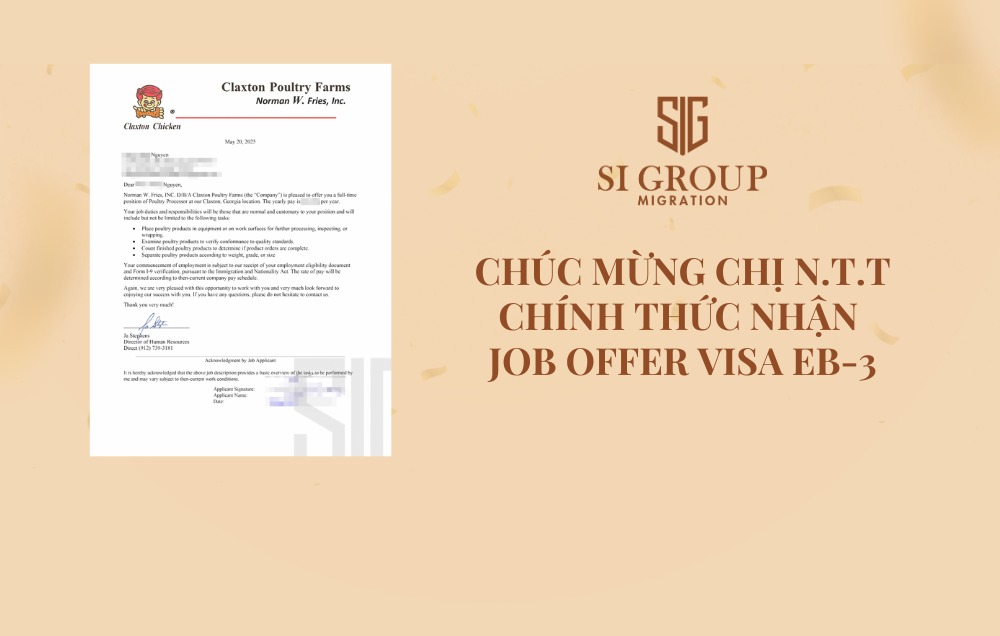 Claxton Poultry Farms
Norman W. Fries, Inc.
®
Claxton Chicken
May 20, 2025
Nguyen
Dear Nguyen,
Norman W. Fries, INC. D/B/A Claxton Poultry Farms (the "Company") is pleased to offer you a full-time
position of Poultry Processor at our Claxton, Georgia location. The yearly pay is per year.
Your job duties and responsibilities will be those that are normal and customary to your position and will
include but not be limited to the following tasks:
• Place poultry products in equipment or on work surfaces for further processing, inspecting, or
wrapping.
• Examine poultry products to verify conformance to quality standards.
• Count finished poultry products to determine if product orders are complete.
• Separate poultry products according to weight, grade, or size
Your commencement of employment is subject to our receipt of your employment eligibility document
and Form I-9 verification, pursuant to the Immigration and Nationality Act. The rate of pay will be
determined according to then-current company pay schedule.
Again, we are very pleased with this opportunity to work with you and very much look forward to
enjoying our success with you. If you have any questions, please do not hesitate to contact us.
Thank you very much!
Ja Stephens
Director of Human Resources
Direct (912) 739-3181
Acknowledgment by Job Applicant
It is hereby acknowledged that the above job description provides a basic overview of the tasks to be performed by
me and may vary subject to then-current work conditions.
Applicant Signature:
Applicant Name:
Date:
SIG
SIG
SI GROUP
MIGRATION
CHÚC MỪNG CHỊ N.T.T
CHÍNH THỨC NHẬN
JOB OFFER VISA EB-3